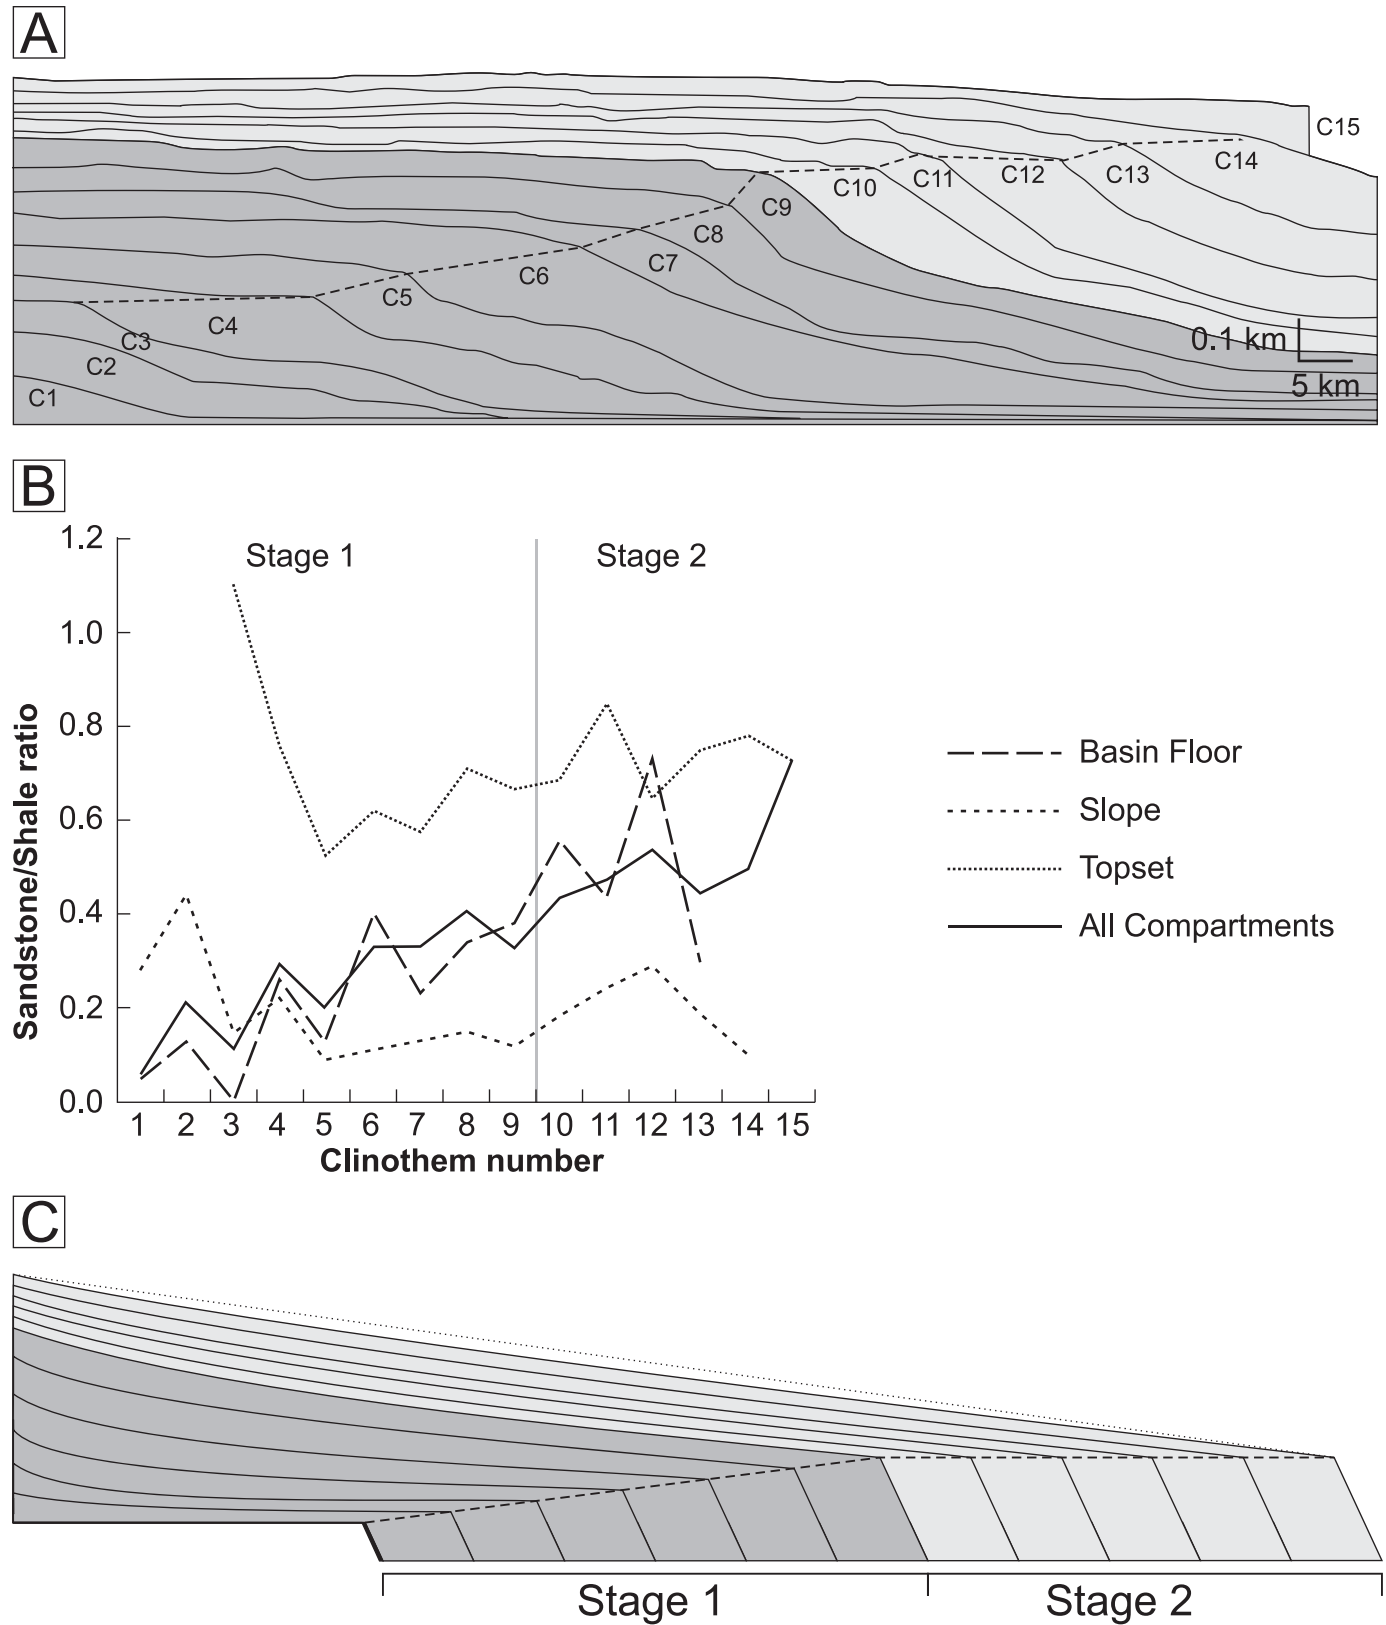 A
C15
C14
C13
C12
C11
C10
C9
C8
C7
C6
C5
C4
C3
C2
C1
0.1 km
5 km
B
1.2
1.0
0.8
0.6
0.4
0.2
0.0
Sandstone/Shale ratio
Stage 1 Stage 2
1 2 3 4 5 6 7 8 9 10 11 12 13 14 15
Clinothem number
Basin Floor
Slope
Topset
All Compartments
C
Stage 1 Stage 2